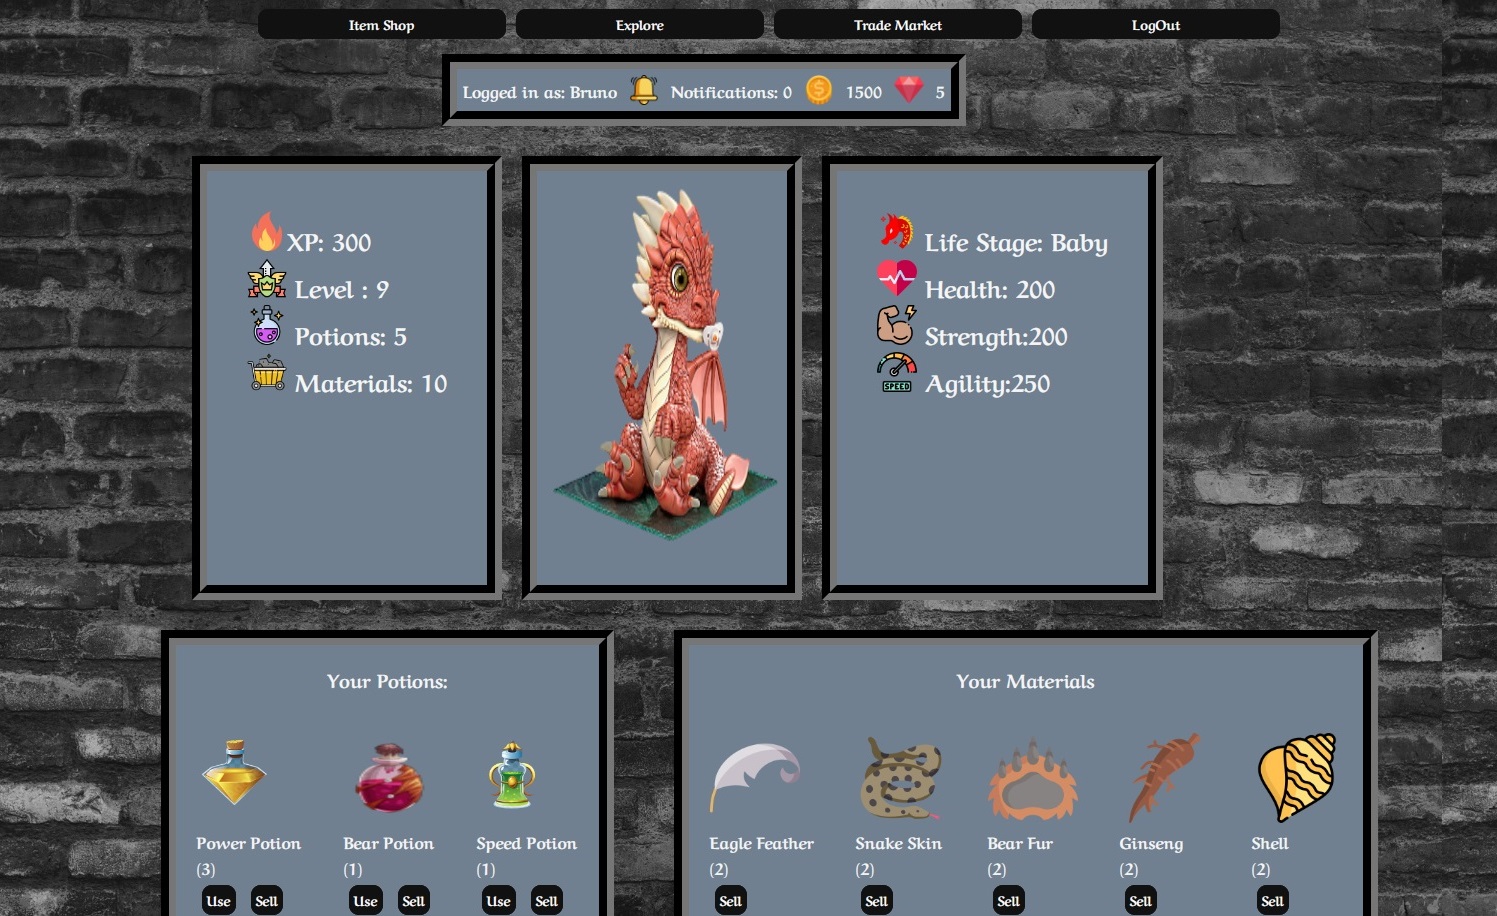 Item Shop Explore Trade Market LogOut
Logged in as: Bruno Notifications: 0 1500 5
XP: 300
Level : 9
Potions: 5
Materials: 10
Life Stage: Baby
Health: 200
Strength:200
SPEED Agility:250
Your Potions:
Power Potion Bear Potion Speed Potion
(3) (1) (1)
Use Sell Use Sell Use Sell
Your Materials
Eagle Feather Snake Skin Bear Fur Ginseng Shell
(2) (2) (2) (2) (2)
Sell Sell Sell Sell Sell